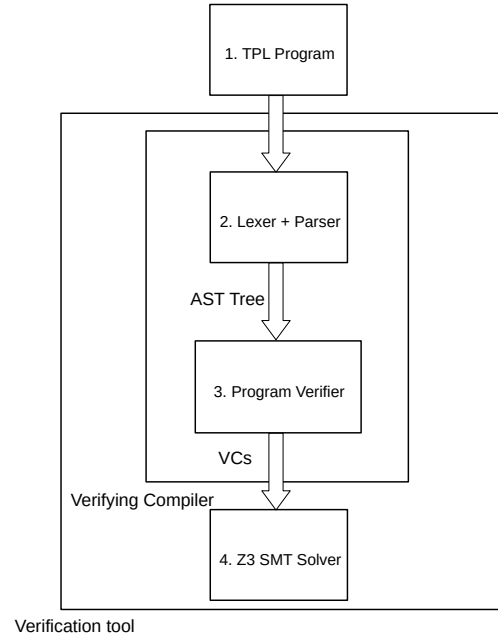 1. TPL Program
2. Lexer + Parser
AST Tree
3. Program Verifier
VCs
Verifying Compiler
4. Z3 SMT Solver
Verification tool